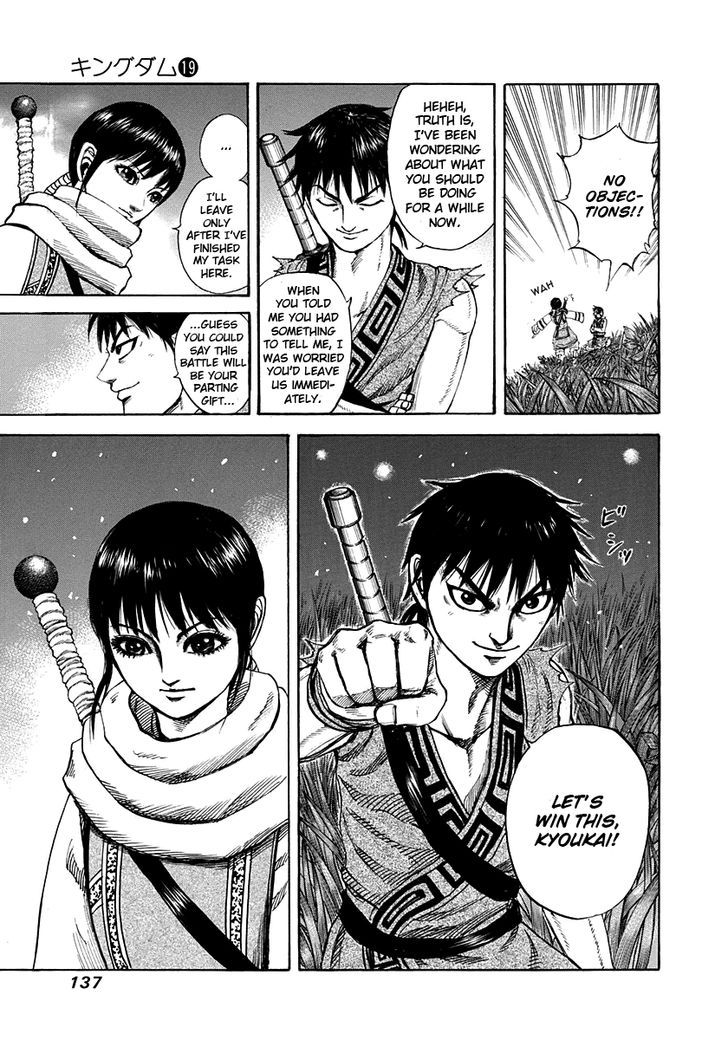 キングダム⓳
NO
OBJEC-
TIONS!!
WAH
HEHEH,
TRUTH IS,
I'VE BEEN
WONDERING
ABOUT WHAT
YOU SHOULD
BE DOING
FOR A WHILE
NOW.
WHEN
YOU TOLD
ME YOU HAD
SOMETHING
TO TELL ME, I
WAS WORRIED
YOU'D LEAVE
US IMMEDI-
ATELY.
...
I'LL
LEAVE
ONLY
AFTER I'VE
FINISHED
MY TASK
HERE.
...GUESS
YOU COULD
SAY THIS
BATTLE WILL
BE YOUR
PARTING
GIFT...
ビシッ
LET'S
WIN THIS,
KYOUKAI!
137